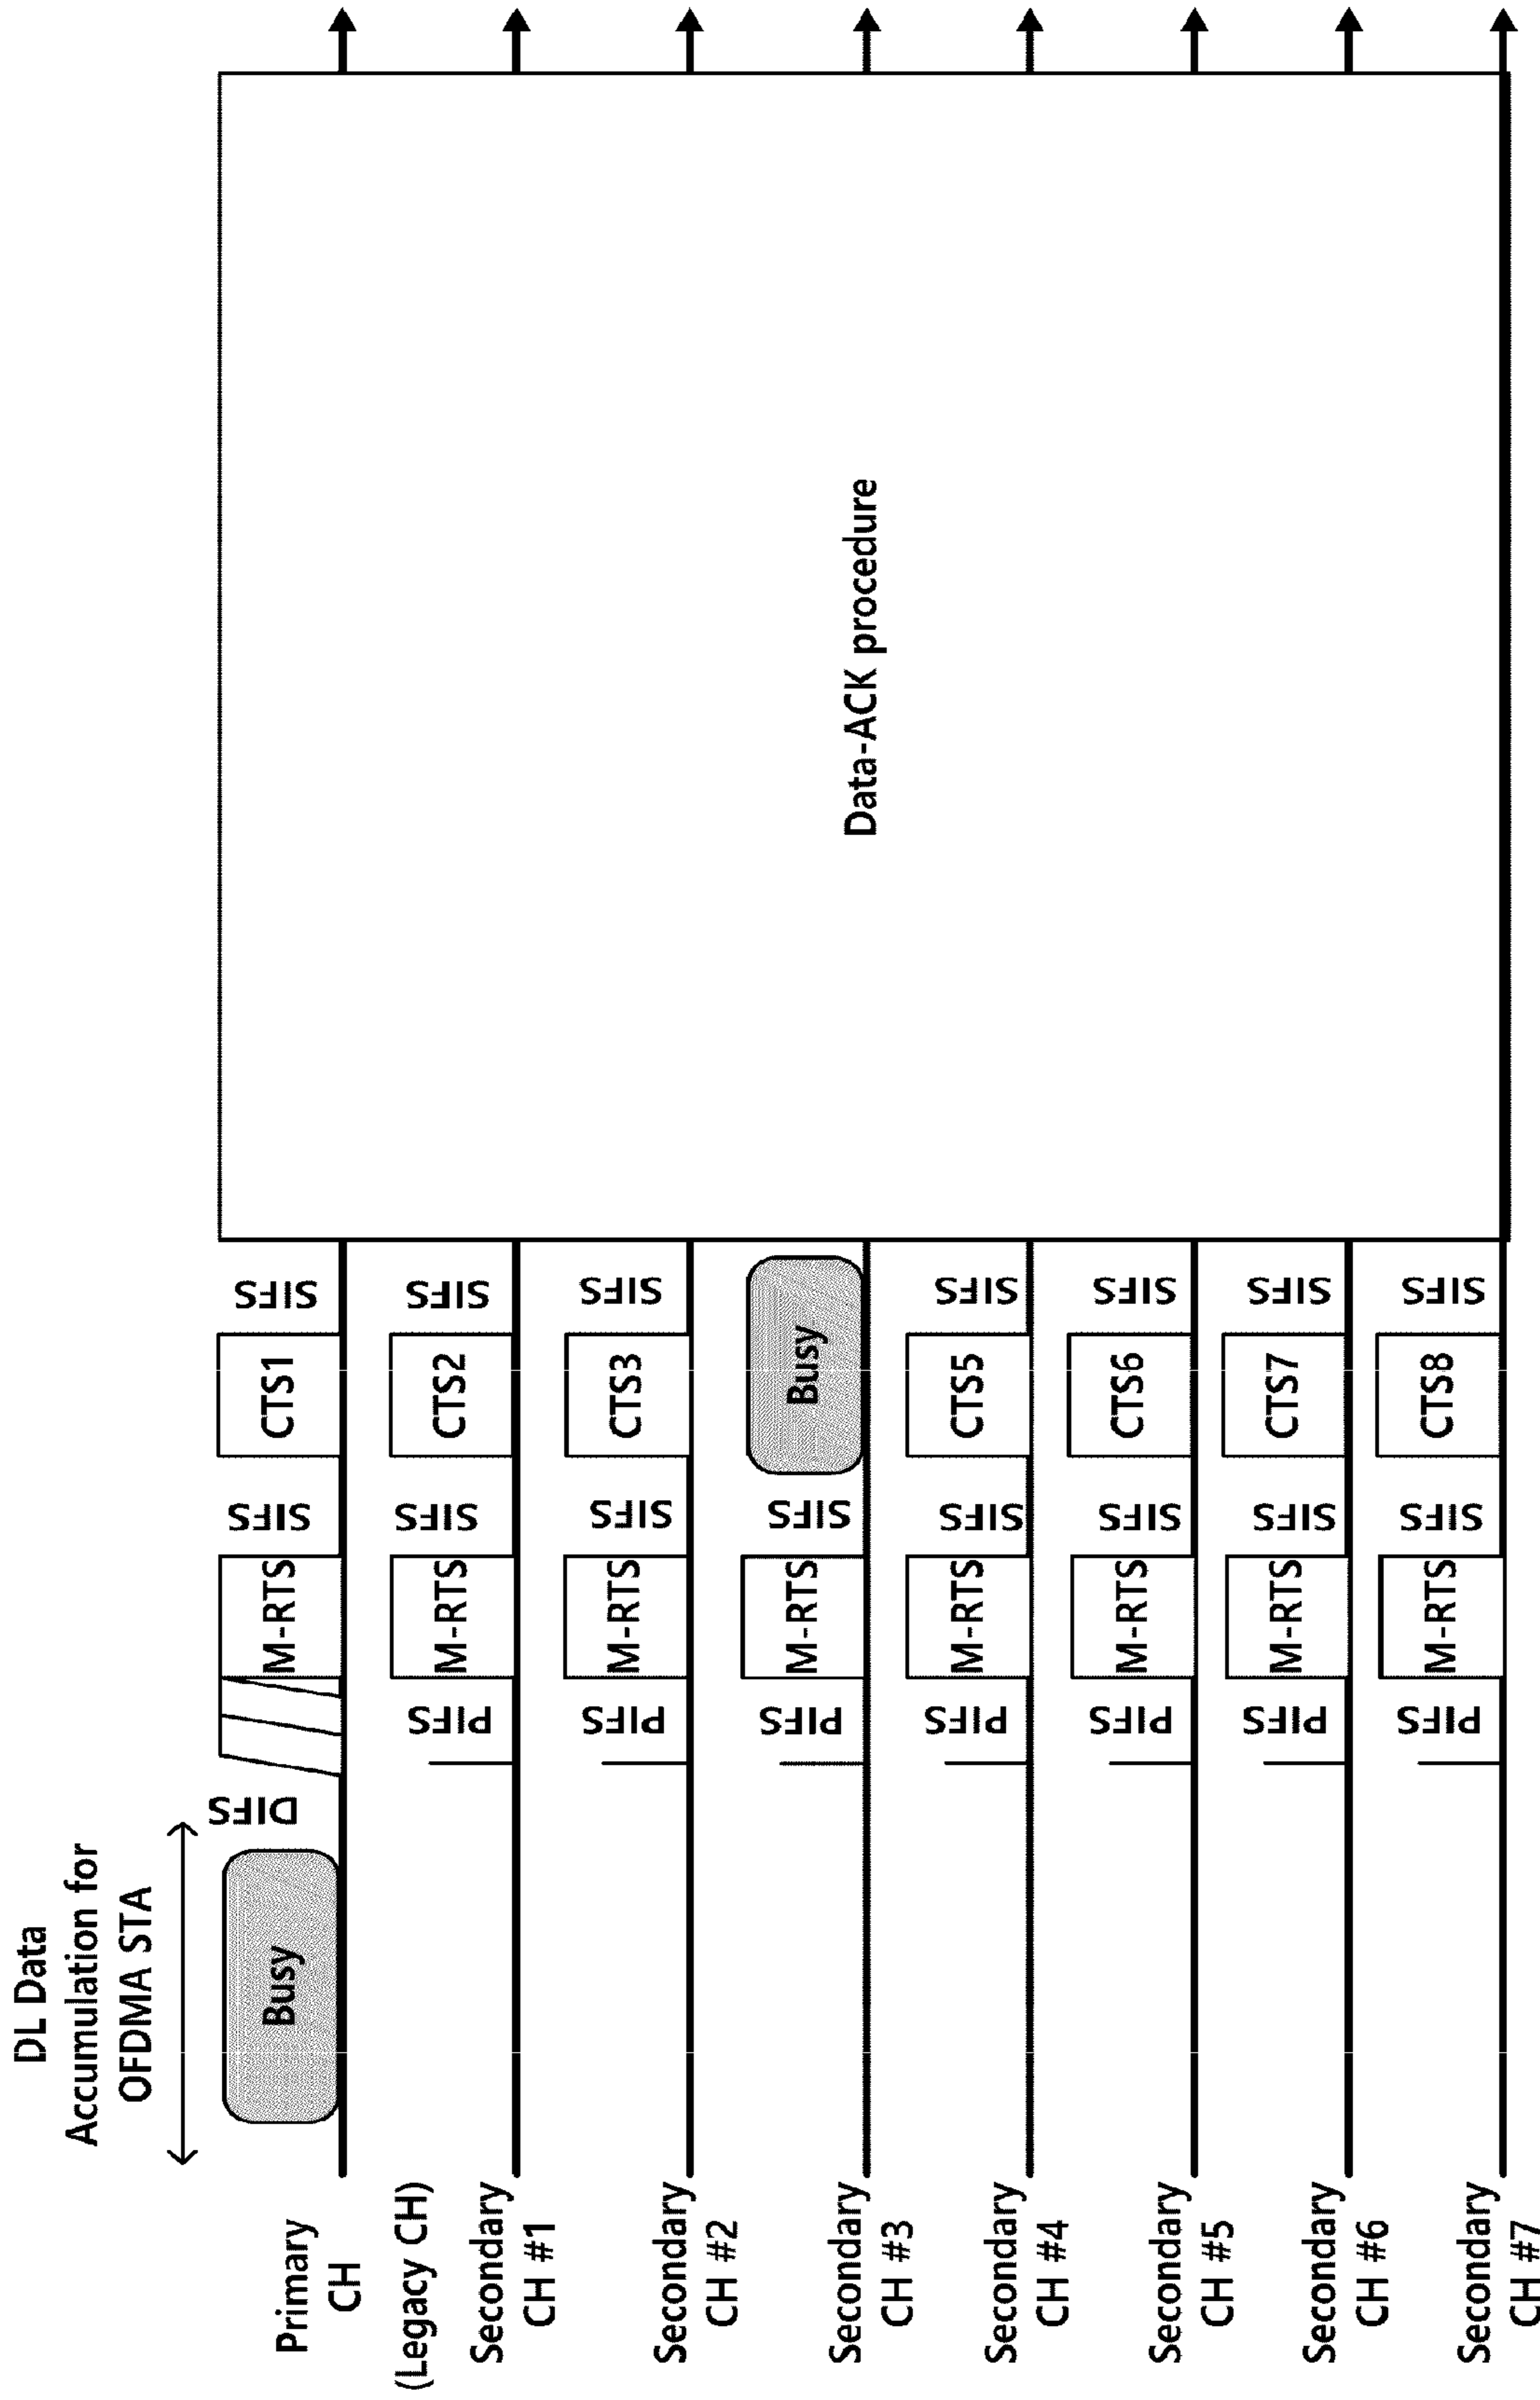 DL Data
Accumulation for
OFDMA STA
Primary
CH
(Legacy CH)
Busy
DIFS
M-RTS
SIFS
CTS1
SIFS
Secondary
CH #1
PIFS
M-RTS
SIFS
CTS2
SIFS
Secondary
CH #2
PIFS
M-RTS
SIFS
CTS3
SIFS
Secondary
CH #3
PIFS
M-RTS
SIFS
Busy
Data-ACK procedure
Secondary
CH #4
PIFS
M-RTS
SIFS
CTS5
SIFS
Secondary
CH #5
PIFS
M-RTS
SIFS
CTS6
SIFS
Secondary
CH #6
PIFS
M-RTS
SIFS
CTS7
SIFS
Secondary
CH #7
PIFS
M-RTS
SIFS
CTS8
SIFS